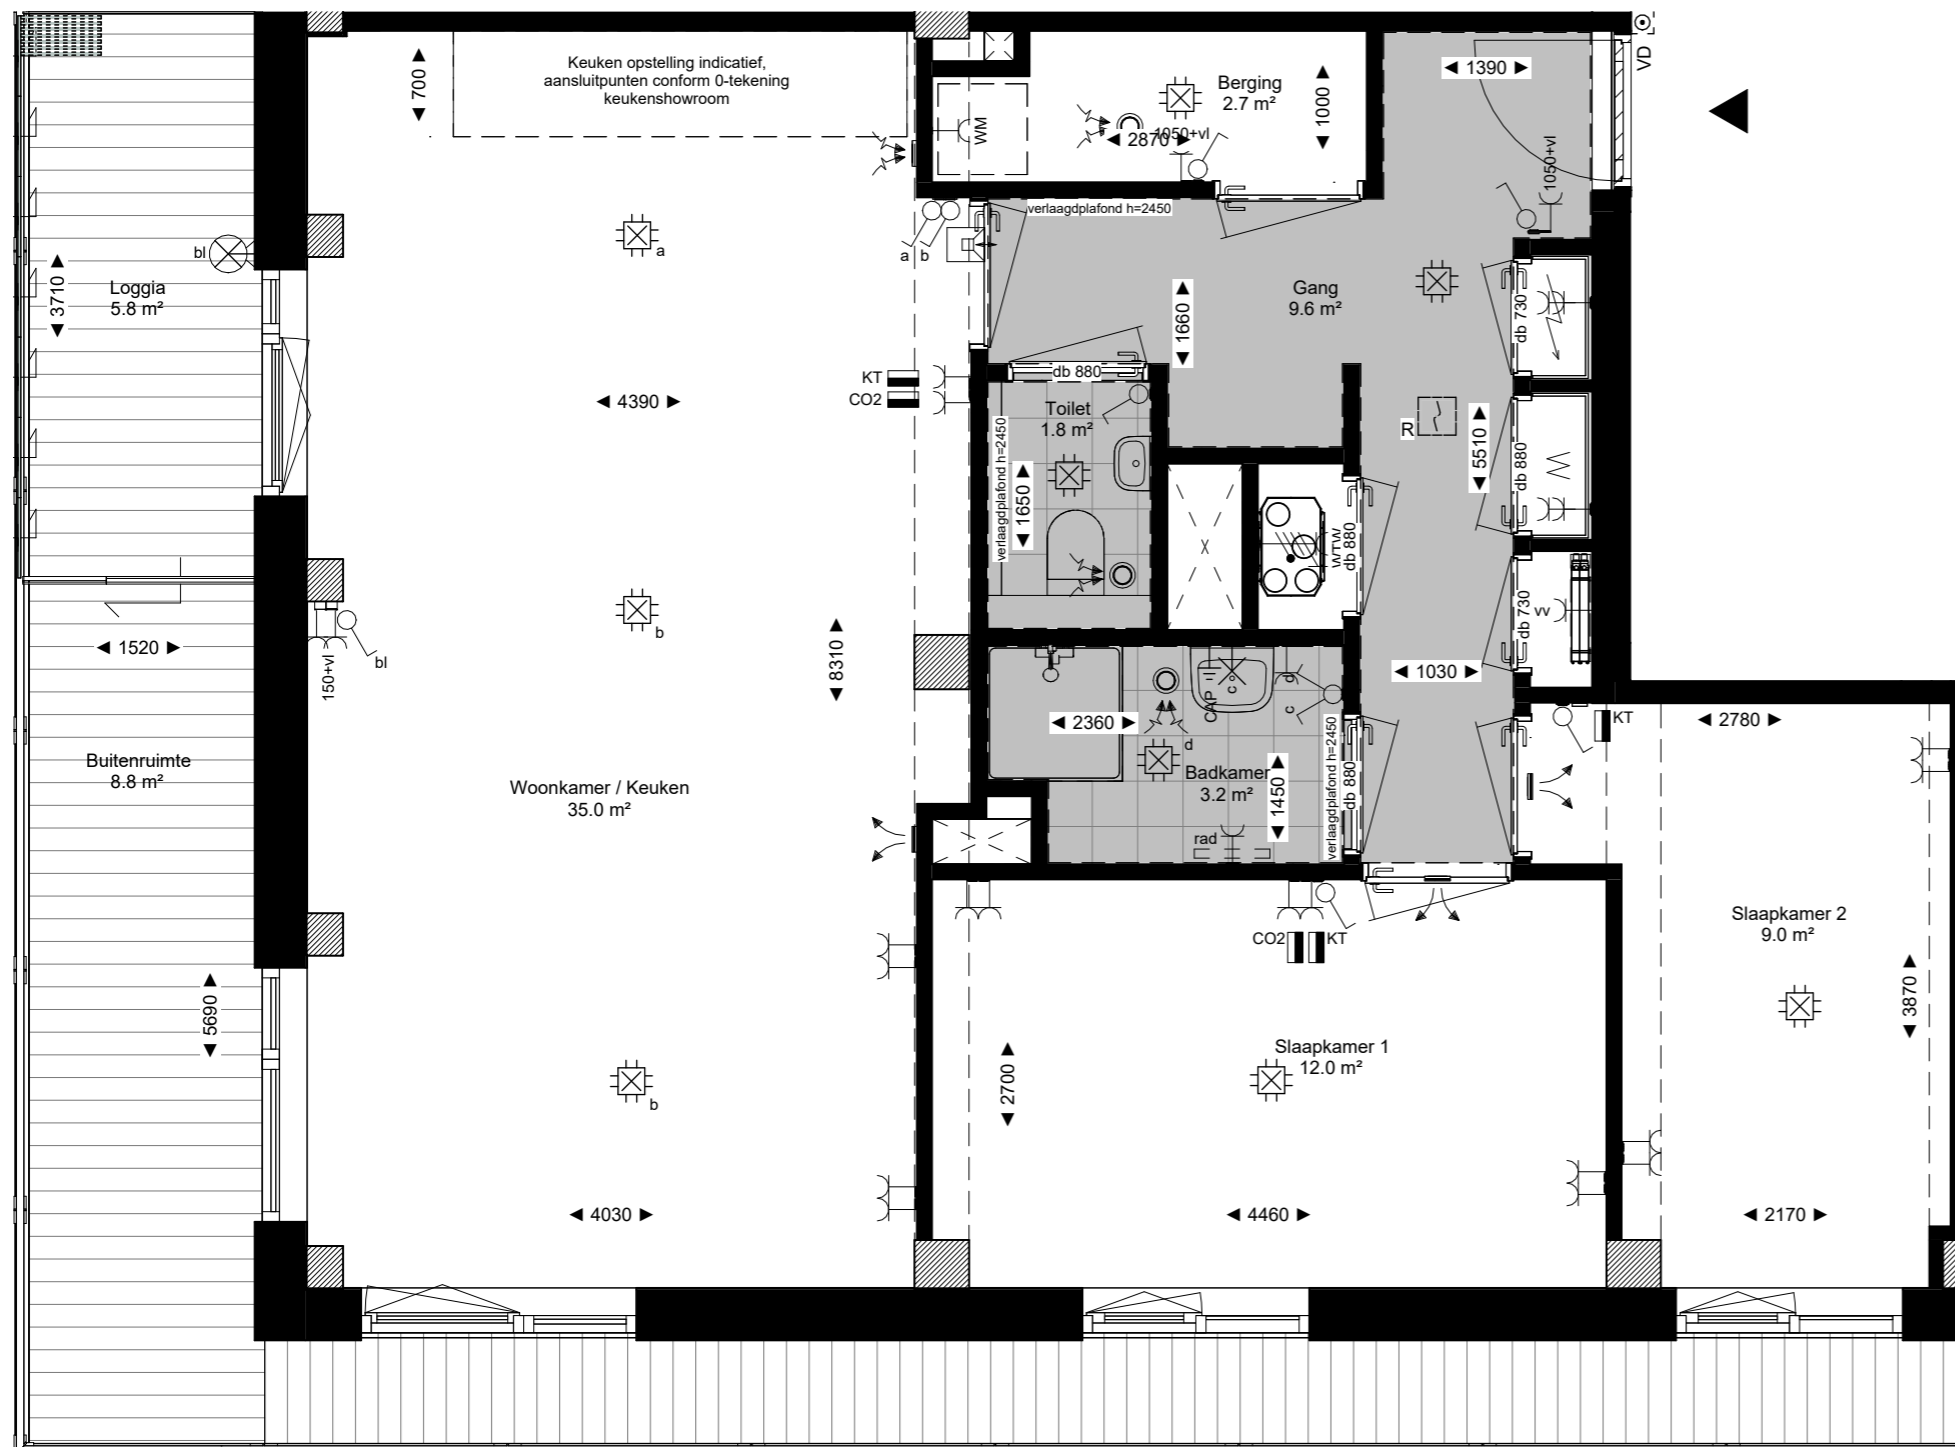 Keuken opstelling indicatief,
aansluitpunten conform 0-tekening
keukenshowroom
700
Berging
2.7 m²
1000
1390
VD
WM
2870
1050+vl
1050+vl
verlaagdplafond h=2450
a
a b
bl
Loggia
5.8 m²
3710
Gang
9.6 m²
1660
db 730
KT
CO2
4390
db 880
Toilet
1.8 m²
verlaagdplafond h=2450
1650
R
5510
db 880
W
WTW
db 880
b
db 730
vv
1520
150+vl
bl
8310
1030
CAP
c
d
c
2360
d
Badkamer
3.2 m²
1450
verlaagdplafond h=2450
db 880
rad
KT
2780
Buitenruimte
8.8 m²
Woonkamer / Keuken
35.0 m²
Slaapkamer 2
9.0 m²
CO2 KT
5690
3870
Slaapkamer 1
12.0 m²
2700
b
4030
4460
2170